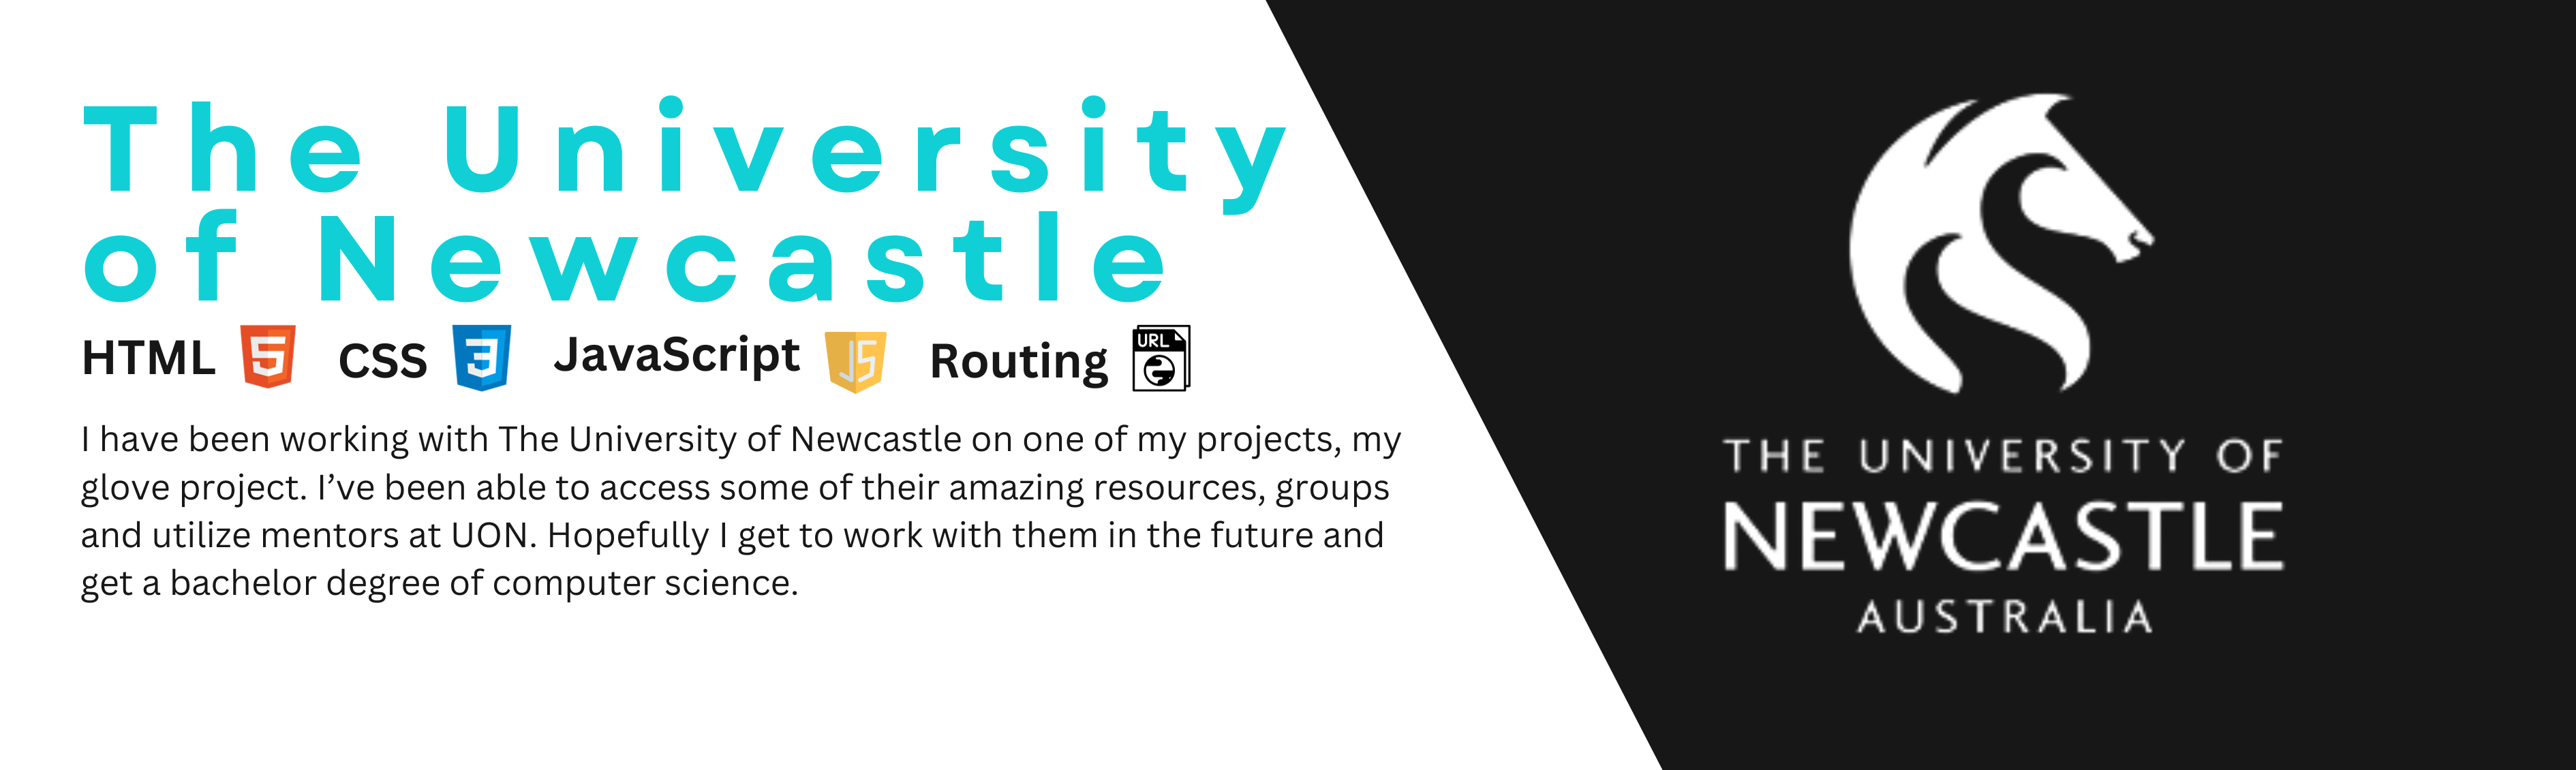 The University
of Newcastle
HTML 5 CSS 3 JavaScript JS Routing URL
I have been working with The University of Newcastle on one of my projects, my
glove project. I’ve been able to access some of their amazing resources, groups
and utilize mentors at UON. Hopefully I get to work with them in the future and
get a bachelor degree of computer science.
THE UNIVERSITY OF
NEWCASTLE
AUSTRALIA